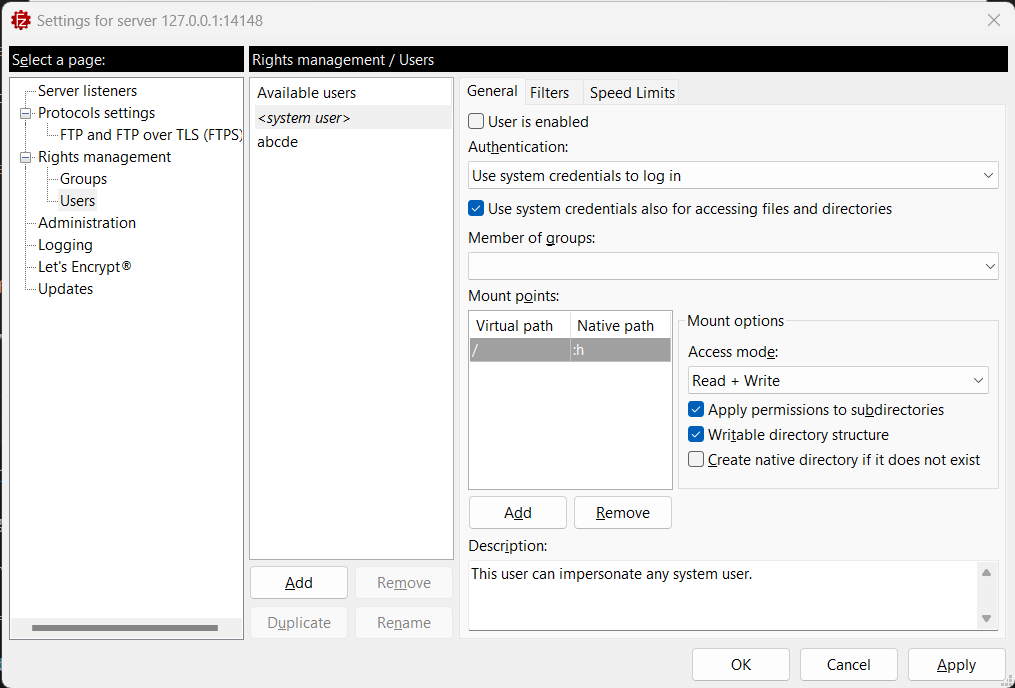 Settings for server 127.0.0.1:14148
Select a page:
Server listeners
Protocols settings
FTP and FTP over TLS (FTPS)
Rights management
Groups
Users
Administration
Logging
Let's Encrypt®
Updates
Rights management / Users
Available users
<system user>
abcde
Add
Remove
Duplicate
Rename
General
Filters
Speed Limits
User is enabled
Authentication:
Use system credentials to log in
Use system credentials also for accessing files and directories
Member of groups:
Mount points:
Virtual path
Native path
/
:h
Add
Remove
Mount options
Access mode:
Read + Write
Apply permissions to subdirectories
Writable directory structure
Create native directory if it does not exist
Description:
This user can impersonate any system user.
OK
Cancel
Apply